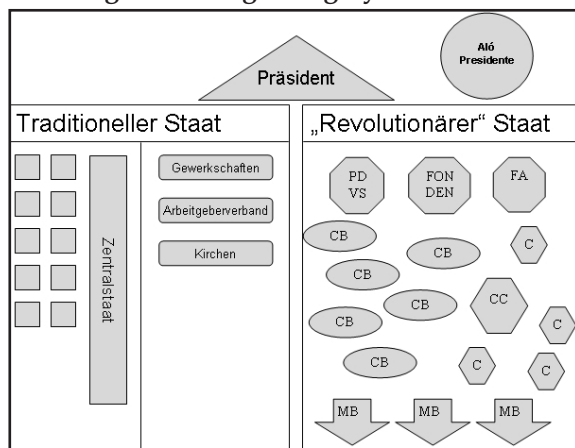 Aló
Presidente
Präsident
Traditioneller Staat
Zentralstaat
Gewerkschaften
Arbeitgeberverband
Kirchen
„Revolutionärer“ Staat
PD
VS
FON
DEN
FA
CB
CB
C
CB
CC
CB
CB
C
CB
C
C
MB
MB
MB